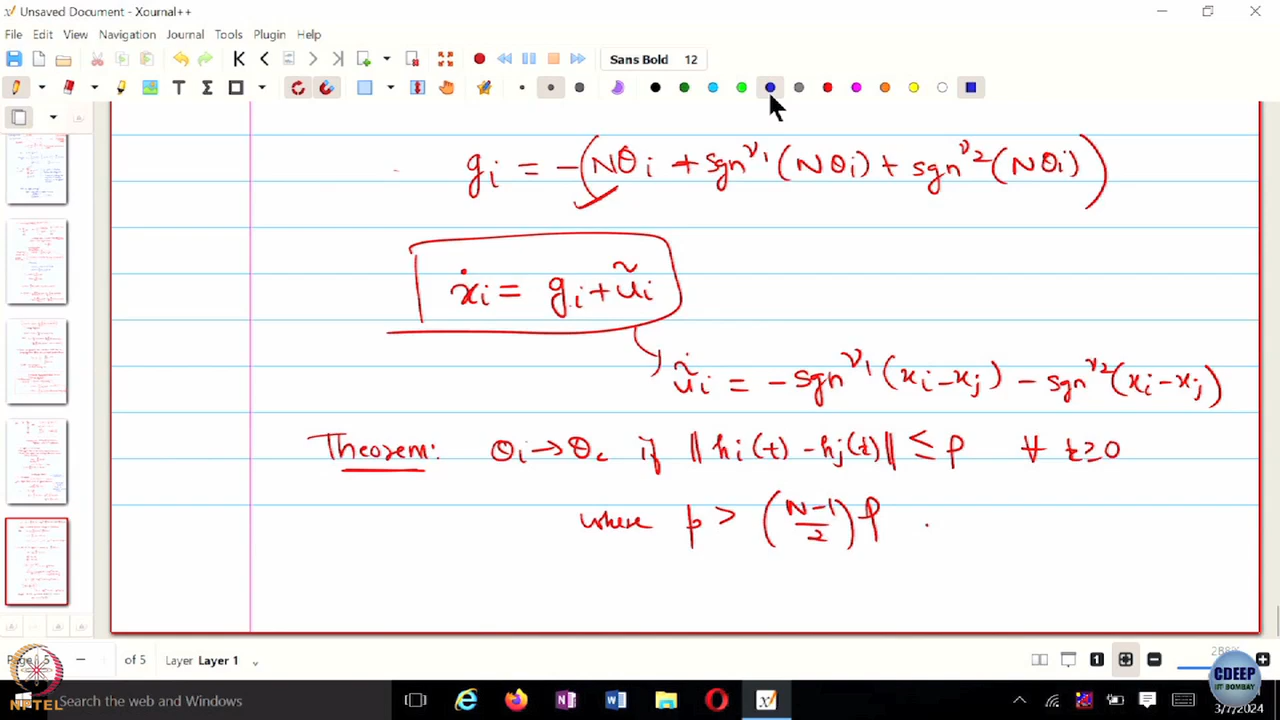 Unsaved Document - Xournal++
File Edit View Navigation Journal Tools Plugin Help
Sans Bold 12
gᵢ = -(Nθᵢ + sgn^ν₁(Nθᵢ) + sgn^ν₂(Nθᵢ))
ẋᵢ = gᵢ + ũᵢ
ũ̇ᵢ = - sgn^ν₁(xᵢ - xⱼ) - sgn^ν₂(xᵢ - xⱼ)
Theorem: θᵢ → θc if ‖hᵢ(t) - hⱼ(t)‖ ≤ ρ ∀ t ≥ 0
where p > ((N-1)/2) ρ .
of 5 Layer Layer 1
288%
Search the web and Windows
NPTEL
CDEEP
IIT BOMBAY
3/7/2024